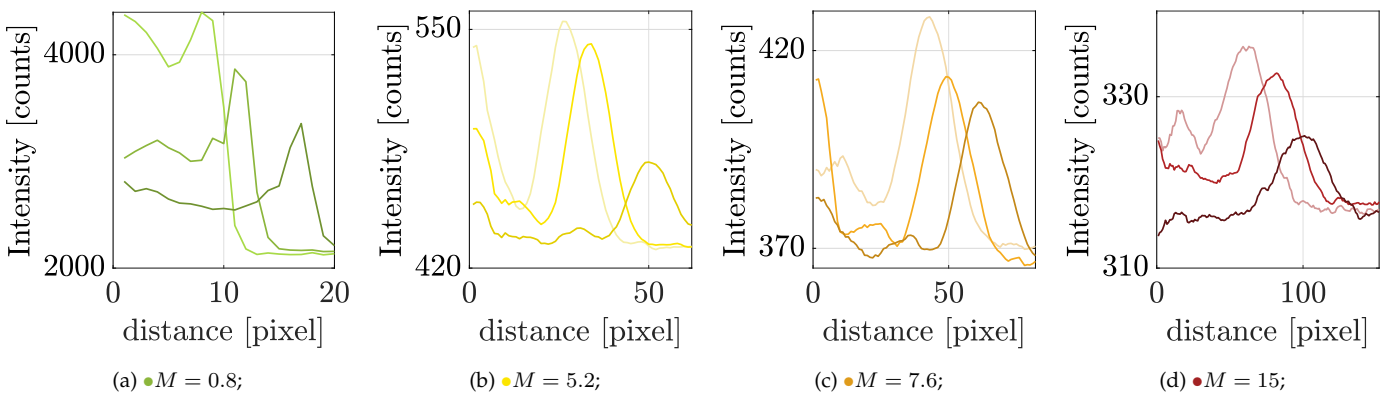 Intensity [counts]
4000
2000
0
10
20
distance [pixel]
(a) ●M = 0.8;
Intensity [counts]
550
420
0
50
distance [pixel]
(b) ●M = 5.2;
Intensity [counts]
420
370
0
50
distance [pixel]
(c) ●M = 7.6;
Intensity [counts]
330
310
0
100
distance [pixel]
(d) ●M = 15;